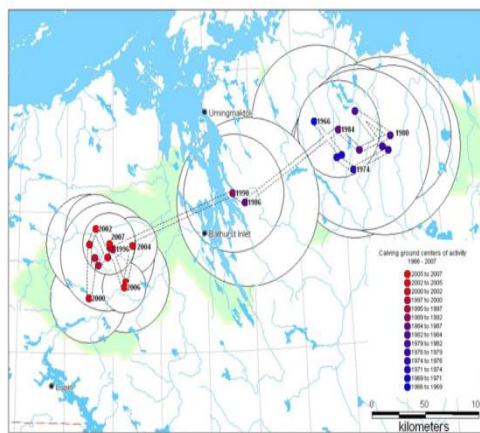 1966
1984
1900
1974
Umingmaktok
1990
1986
Bathurst Inlet
2002
2007
1996
2004
2006
2000
Calving ground centers of activity
1966 - 2007
2005 to 2007
2002 to 2005
2000 to 2002
1997 to 2000
1995 to 1997
1989 to 1992
1984 to 1987
1982 to 1984
1979 to 1982
1976 to 1979
1974 to 1976
1971 to 1974
1969 to 1971
1966 to 1969
kilometers